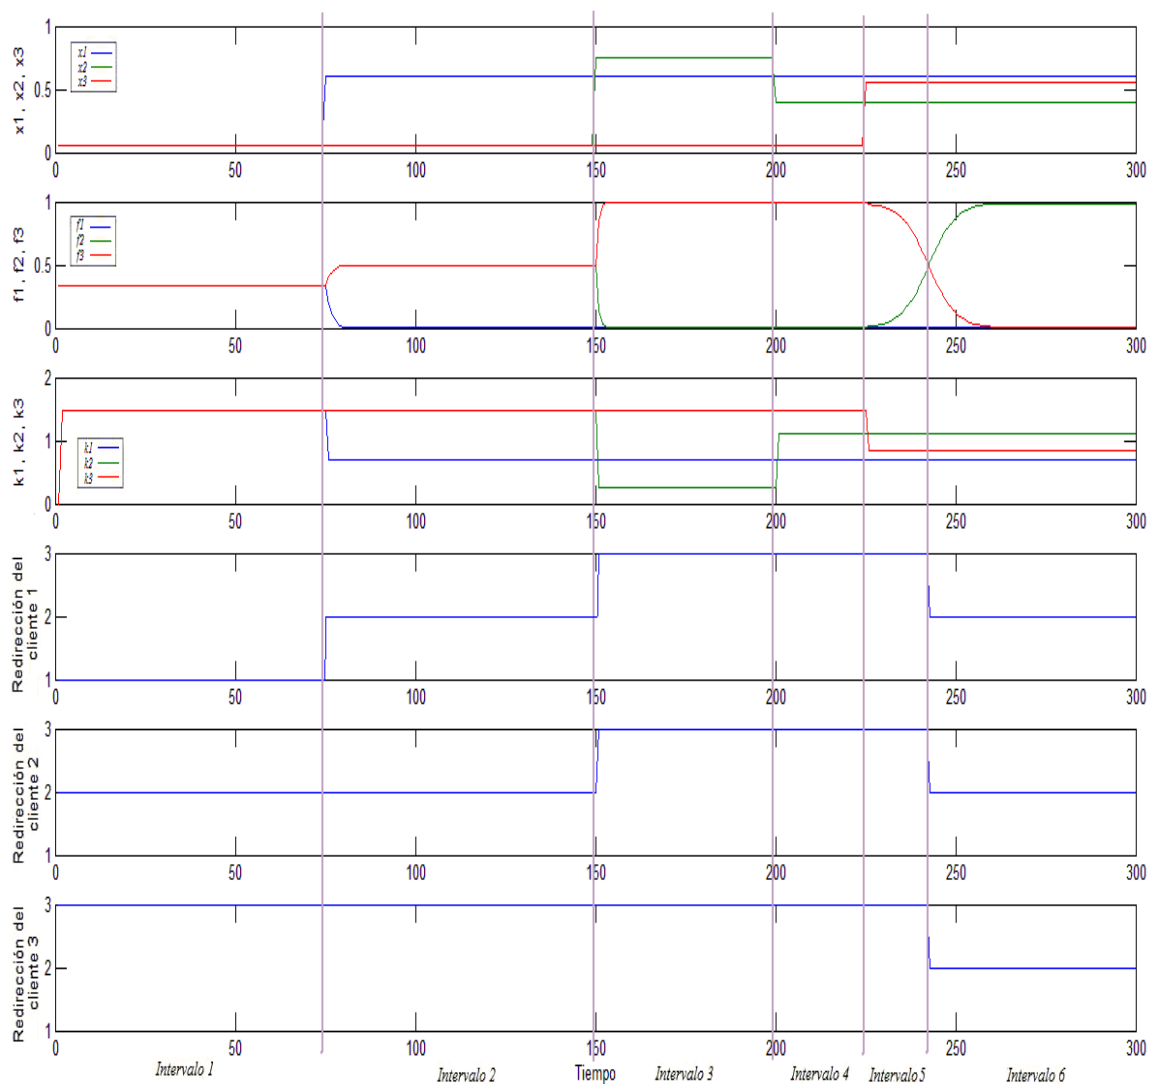 x1, x2, x3
1
0.5
0
x1
x2
x3
0 50 100 150 200 250 300
f1, f2, f3
1
0.5
0
f1
f2
f3
0 50 100 150 200 250 300
k1, k2, k3
2
1
0
k1
k2
k3
0 50 100 150 200 250 300
Redirección del
cliente 1
3
2
1
0 50 100 150 200 250 300
Redirección del
cliente 2
3
2
1
0 50 100 150 200 250 300
Redirección del
cliente 3
3
2
1
0 50 100 150 200 250 300
Intervalo 1 Intervalo 2 Tiempo Intervalo 3 Intervalo 4 Intervalo 5 Intervalo 6